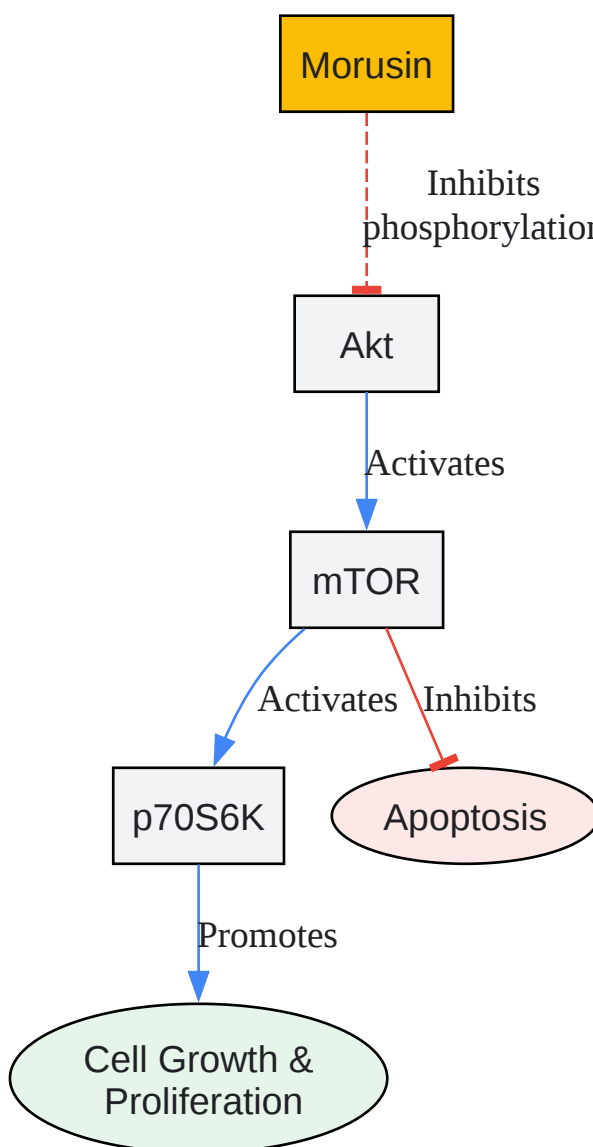 Morusin
Inhibits
phosphorylation
Akt
Activates
mTOR
Activates
Inhibits
p70S6K
Apoptosis
Promotes
Cell Growth &
Proliferation